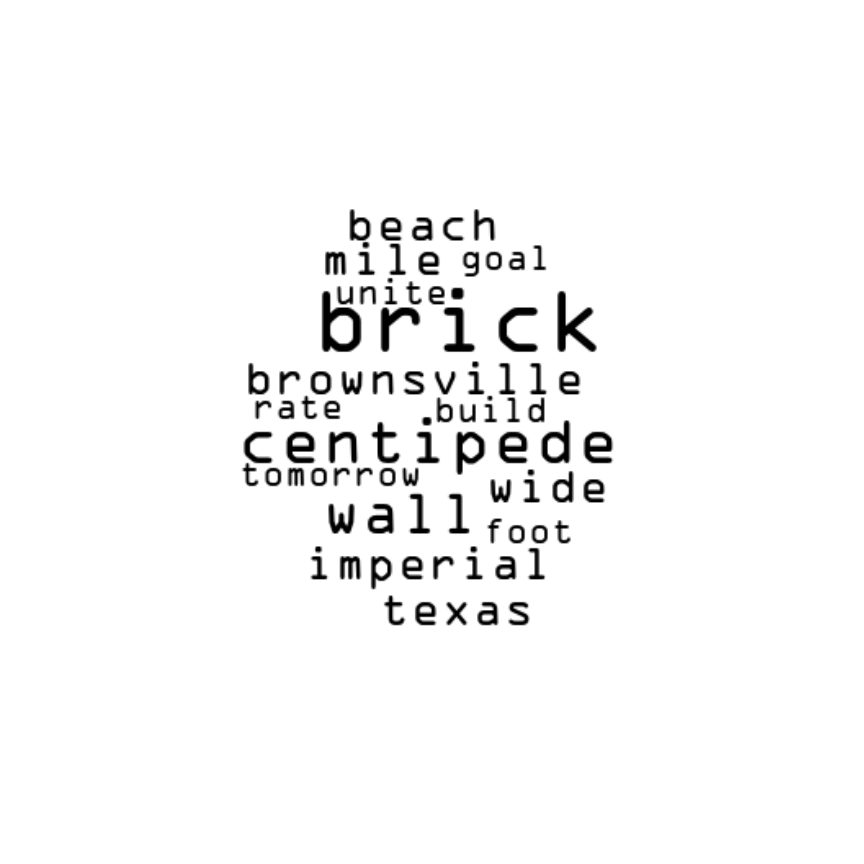 beach
mile goal
unite
brick
brownsville
rate build
centipede
tomorrow wide
wall foot
imperial
texas